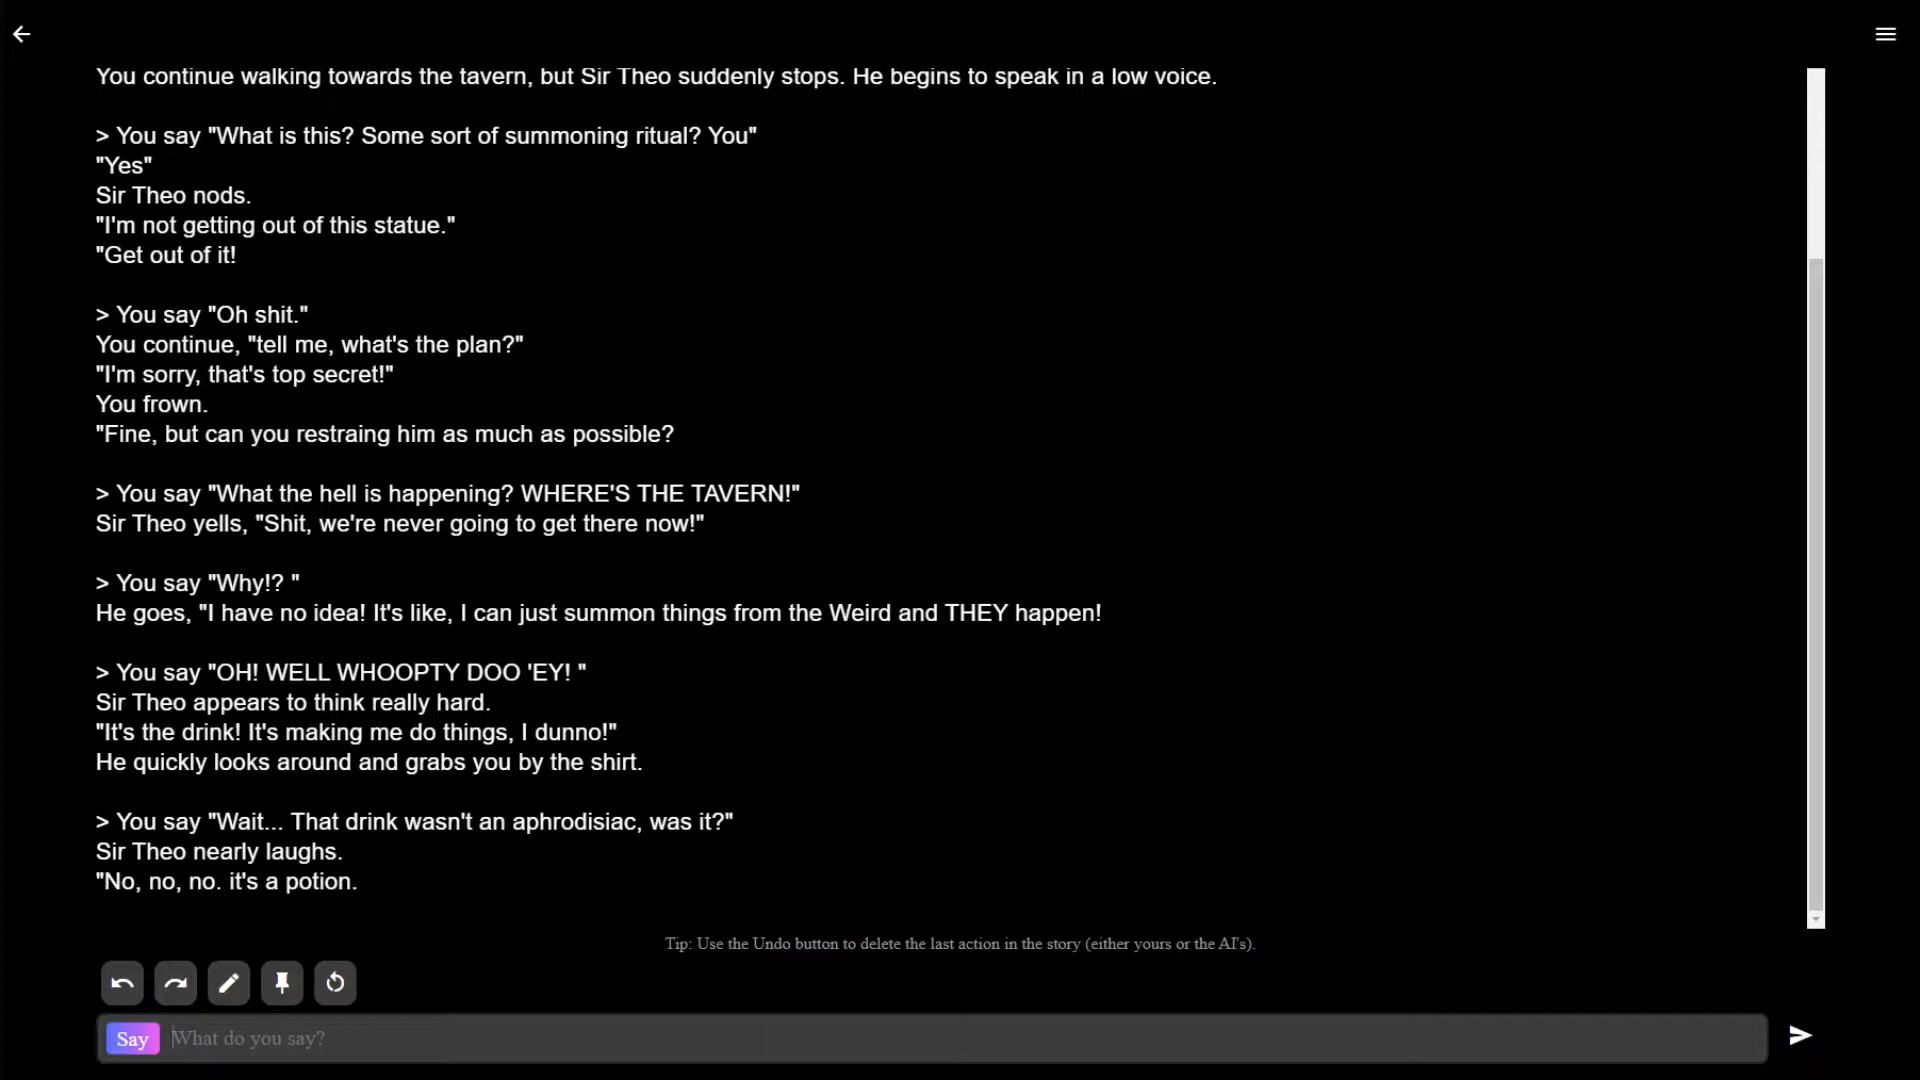 You continue walking towards the tavern, but Sir Theo suddenly stops. He begins to speak in a low voice.
> You say "What is this? Some sort of summoning ritual? You"
"Yes"
Sir Theo nods.
"I'm not getting out of this statue."
"Get out of it!
> You say "Oh shit."
You continue, "tell me, what's the plan?"
"I'm sorry, that's top secret!"
You frown.
"Fine, but can you restraing him as much as possible?
> You say "What the hell is happening? WHERE'S THE TAVERN!"
Sir Theo yells, "Shit, we're never going to get there now!"
> You say "Why!? "
He goes, "I have no idea! It's like, I can just summon things from the Weird and THEY happen!
> You say "OH! WELL WHOOPTY DOO 'EY! "
Sir Theo appears to think really hard.
"It's the drink! It's making me do things, I dunno!"
He quickly looks around and grabs you by the shirt.
> You say "Wait... That drink wasn't an aphrodisiac, was it?"
Sir Theo nearly laughs.
"No, no, no. it's a potion.
Tip: Use the Undo button to delete the last action in the story (either yours or the AI's).
Say What do you say?